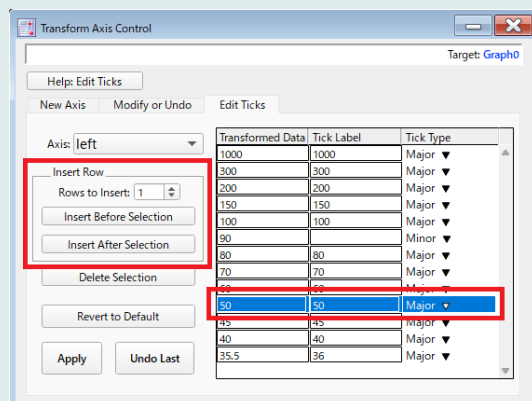 Transform Axis Control
Target: Graph0
Help: Edit Ticks
New Axis Modify or Undo Edit Ticks
Axis: left
Insert Row
Rows to Insert: 1
Insert Before Selection
Insert After Selection
Delete Selection
Revert to Default
Apply Undo Last
Transformed Data Tick Label Tick Type
1000 1000 Major
300 300 Major
200 200 Major
150 150 Major
100 100 Major
90 Minor
80 80 Major
70 70 Major
60 60 Major
50 50 Major
45 45 Major
40 40 Major
35.5 36 Major